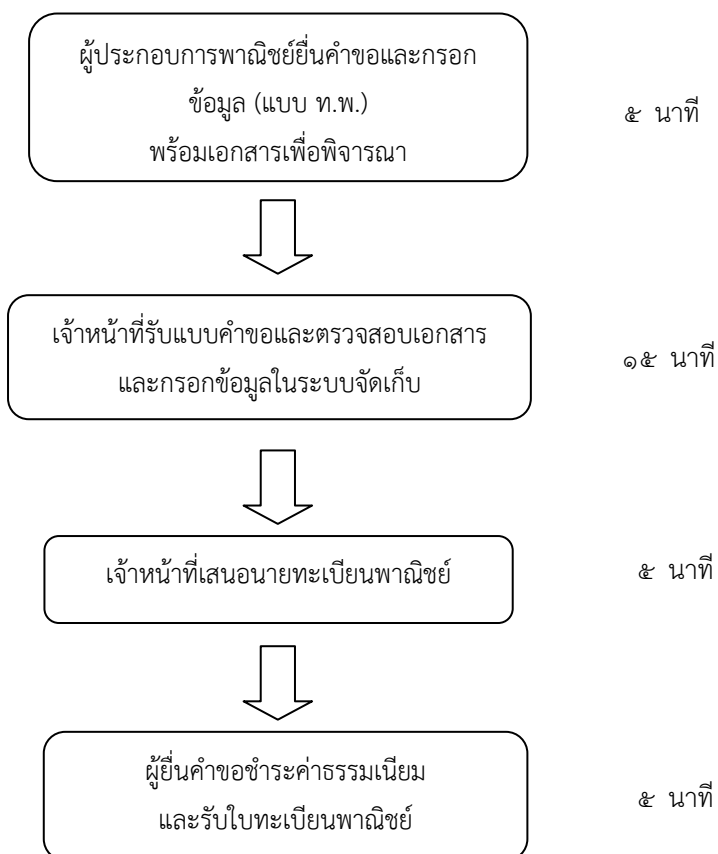 ผู้ประกอบการพาณิชย์ยื่นคำขอและกรอก
ข้อมูล (แบบ ท.พ.)
พร้อมเอกสารเพื่อพิจารณา
๕ นาที
เจ้าหน้าที่รับแบบคำขอและตรวจสอบเอกสาร
และกรอกข้อมูลในระบบจัดเก็บ
๑๕ นาที
เจ้าหน้าที่เสนอนายทะเบียนพาณิชย์
๕ นาที
ผู้ยื่นคำขอชำระค่าธรรมเนียม
และรับใบทะเบียนพาณิชย์
๕ นาที